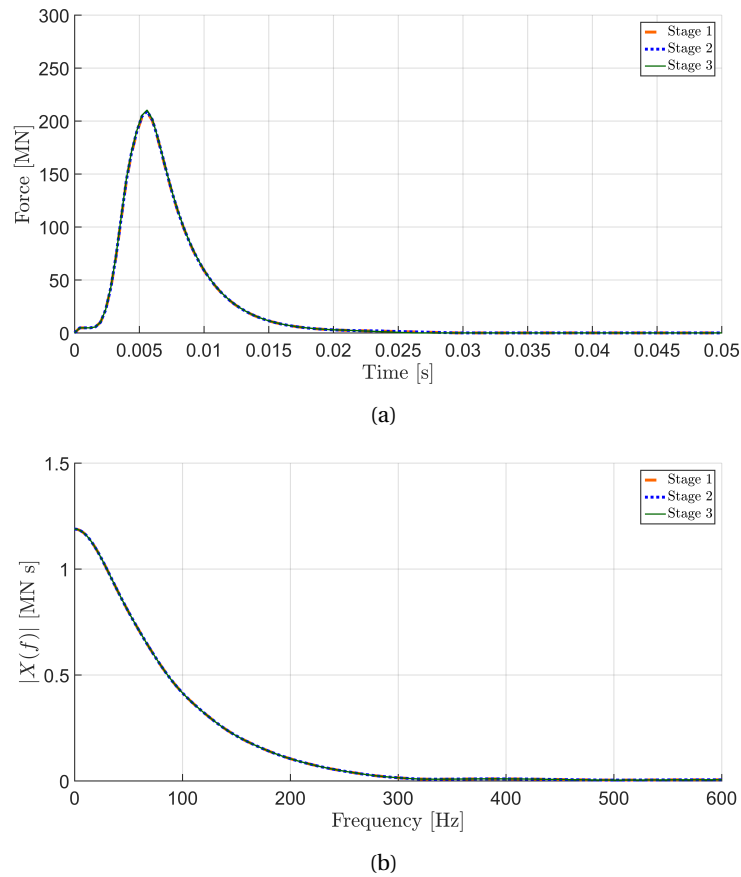 300
250
200
150
100
50
0
Force [MN]
Stage 1
Stage 2
Stage 3
0 0.005 0.01 0.015 0.02 0.025 0.03 0.035 0.04 0.045 0.05
Time [s]
(a)
1.5
1
0.5
0
|X(f)| [MN s]
Stage 1
Stage 2
Stage 3
0 100 200 300 400 500 600
Frequency [Hz]
(b)